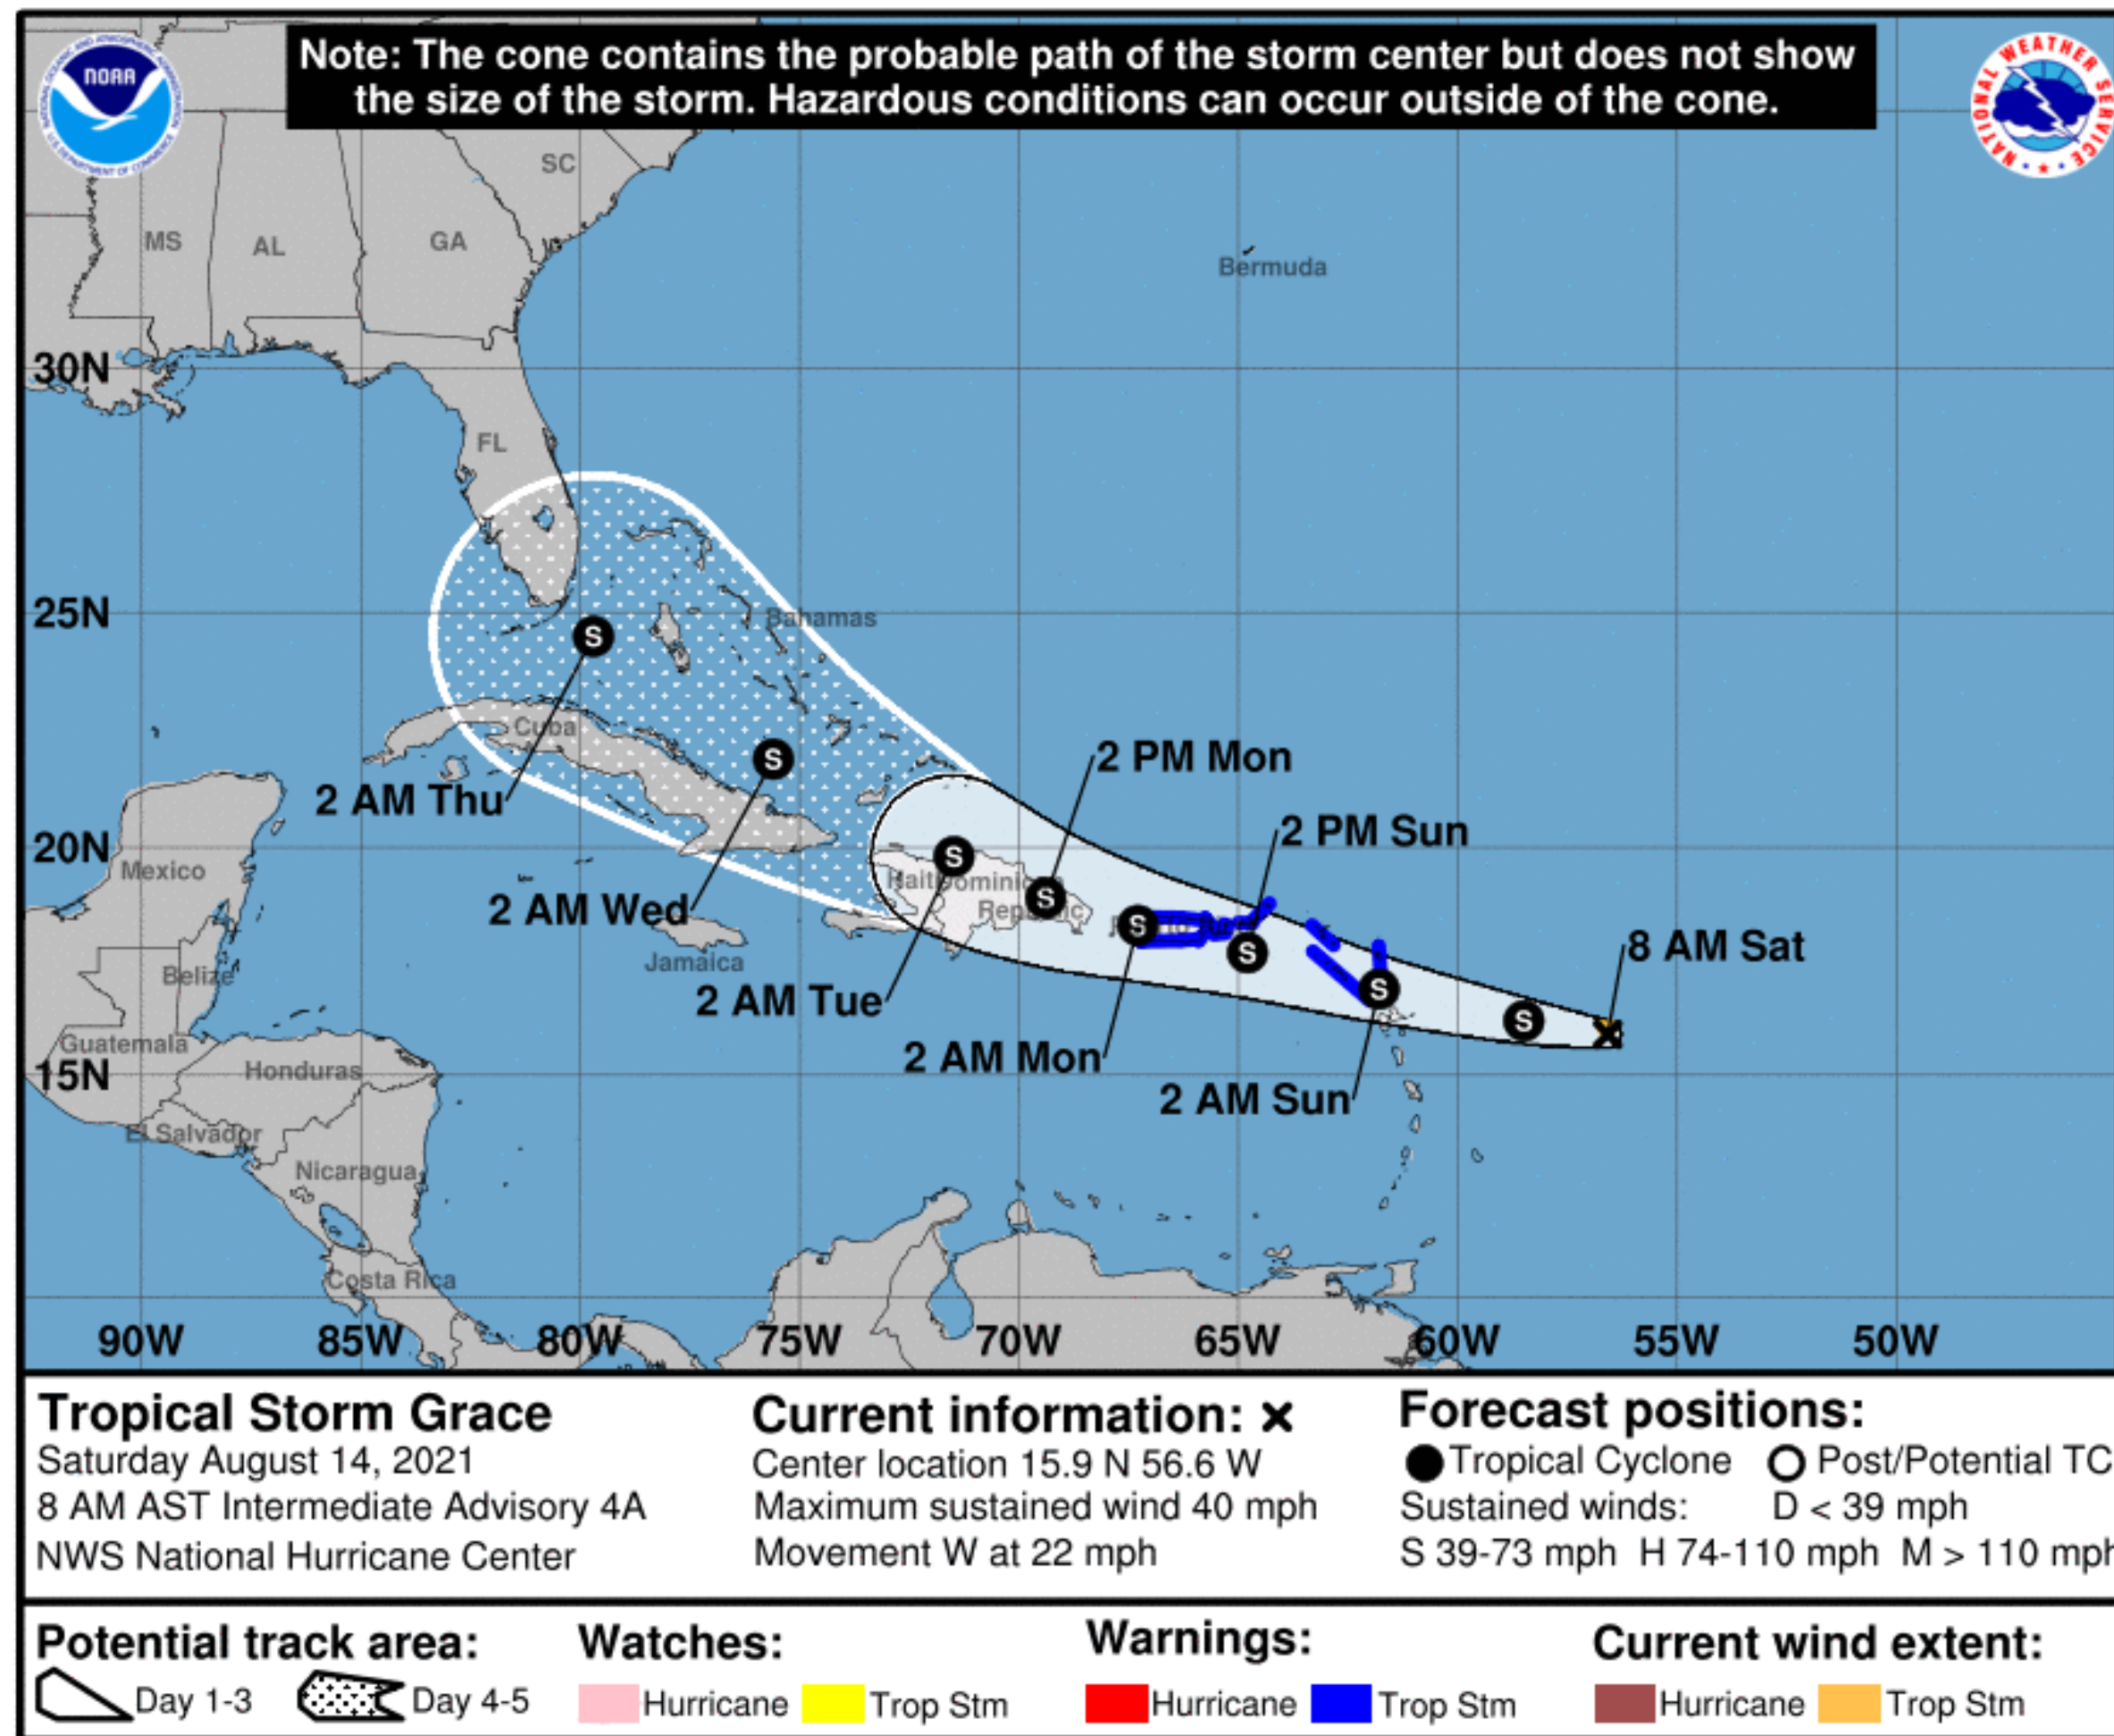 Note: The cone contains the probable path of the storm center but does not show
the size of the storm. Hazardous conditions can occur outside of the cone.
NOAA
NATIONAL WEATHER SERVICE
SC
MS
AL
GA
Bermuda
30N
FL
25N
Bahamas
S
Cuba
S
2 PM Mon
2 AM Thu
2 PM Sun
20N
S
Mexico
Haiti
Dominican
Republic
S
2 AM Wed
S
8 AM Sat
S
Jamaica
Belize
2 AM Tue
S
S
Guatemala
2 AM Mon
15N
Honduras
2 AM Sun
El Salvador
Nicaragua
Costa Rica
90W 85W 80W 75W 70W 65W 60W 55W 50W
Tropical Storm Grace
Saturday August 14, 2021
8 AM AST Intermediate Advisory 4A
NWS National Hurricane Center
Current information: x
Center location 15.9 N 56.6 W
Maximum sustained wind 40 mph
Movement W at 22 mph
Forecast positions:
Tropical Cyclone Post/Potential TC
Sustained winds: D < 39 mph
S 39-73 mph H 74-110 mph M > 110 mph
Potential track area:
Day 1-3 Day 4-5
Watches:
Hurricane Trop Stm
Warnings:
Hurricane Trop Stm
Current wind extent:
Hurricane Trop Stm